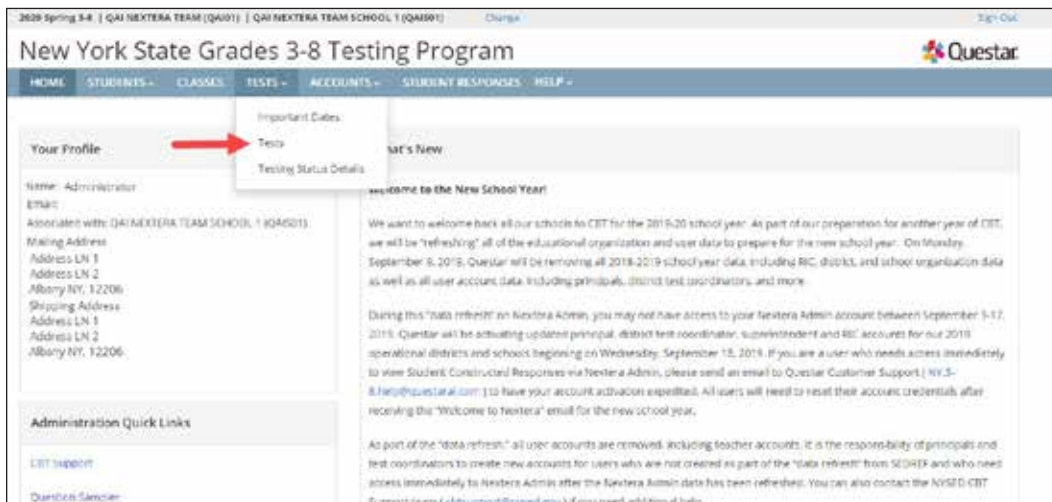 2020 Spring 3-8 | QAI NEXTERA TEAM (QAI01) | QAI NEXTERA TEAM SCHOOL 1 (QAIS01) Change Sign Out
New York State Grades 3-8 Testing Program
Questar
HOME STUDENTS CLASSES TESTS ACCOUNTS STUDENT RESPONSES HELP
Important Dates
Tests
Testing Status Details
Your Profile
Name: Administrator
Email:
Associated with: QAI NEXTERA TEAM SCHOOL 1 (QAIS01)
Mailing Address
Address LN 1
Address LN 2
Albany NY, 12206
Shipping Address
Address LN 1
Address LN 2
Albany NY, 12206
Administration Quick Links
CBT Support
Question Sampler
hat's New
Welcome to the New School Year!
We want to welcome back all our schools to CBT for the 2019-20 school year. As part of our preparation for another year of CBT,
we will be "refreshing" all of the educational organization and user data to prepare for the new school year. On Monday,
September 9, 2019, Questar will be removing all 2018-2019 school year data, including RIC, district, and school organization data
as well as all user account data, including principals, district test coordinators, and more.
During this "data refresh" on Nextera Admin, you may not have access to your Nextera Admin account between September 9-17,
2019. Questar will be activating updated principal, district test coordinator, superintendent and RIC accounts for our 2019
operational districts and schools beginning on Wednesday, September 18, 2019. If you are a user who needs access immediately
to view Student Constructed Responses via Nextera Admin, please send an email to Questar Customer Support ( NY.3-
8.help@questarai.com ) to have your account activation expedited. All users will need to reset their account credentials after
receiving the "Welcome to Nextera" email for the new school year.
As part of the "data refresh," all user accounts are removed, including teacher accounts. It is the responsibility of principals and
test coordinators to create new accounts for users who are not created as part of the "data refresh" from SEDREF and who need
access immediately to Nextera Admin after the Nextera Admin data has been refreshed. You can also contact the NYSED CBT